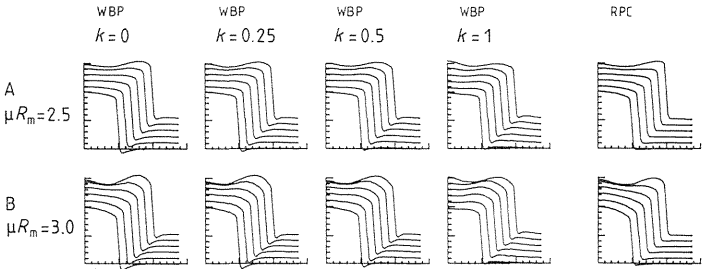 WBP WBP WBP WBP RPC
k=0 k=0.25 k=0.5 k=1
A
μRm=2.5
B
μRm=3.0